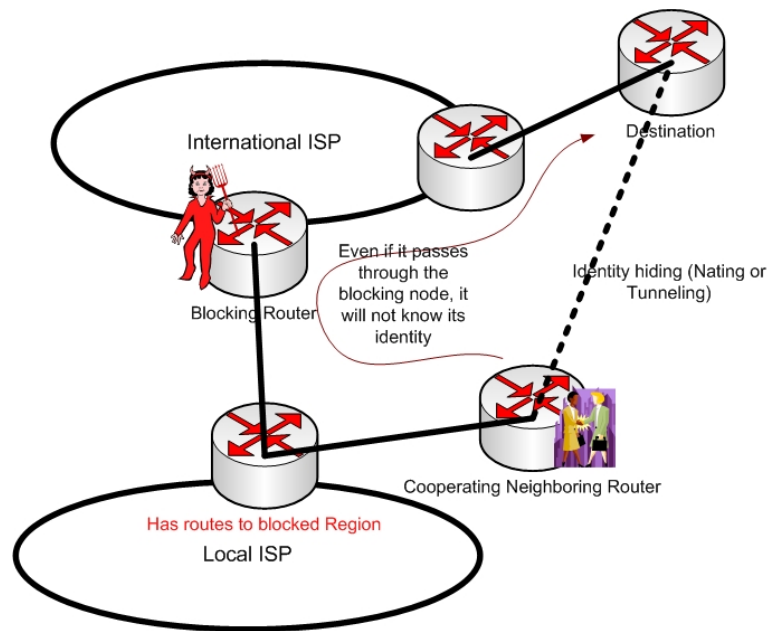 International ISP
Destination
Even if it passes
through the
blocking node, it
will not know its
identity
Identity hiding (Nating or
Tunneling)
Blocking Router
Cooperating Neighboring Router
Has routes to blocked Region
Local ISP